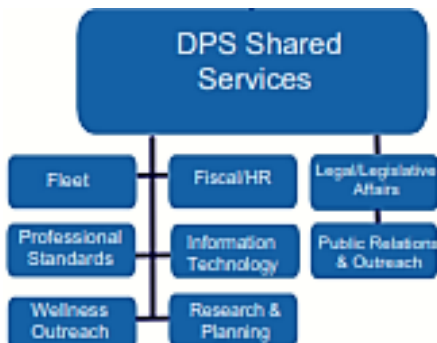 DPS Shared
Services
Fleet
Fiscal/HR
Legal/Legislative
Affairs
Professional
Standards
Information
Technology
Public Relations
& Outreach
Wellness
Outreach
Research &
Planning